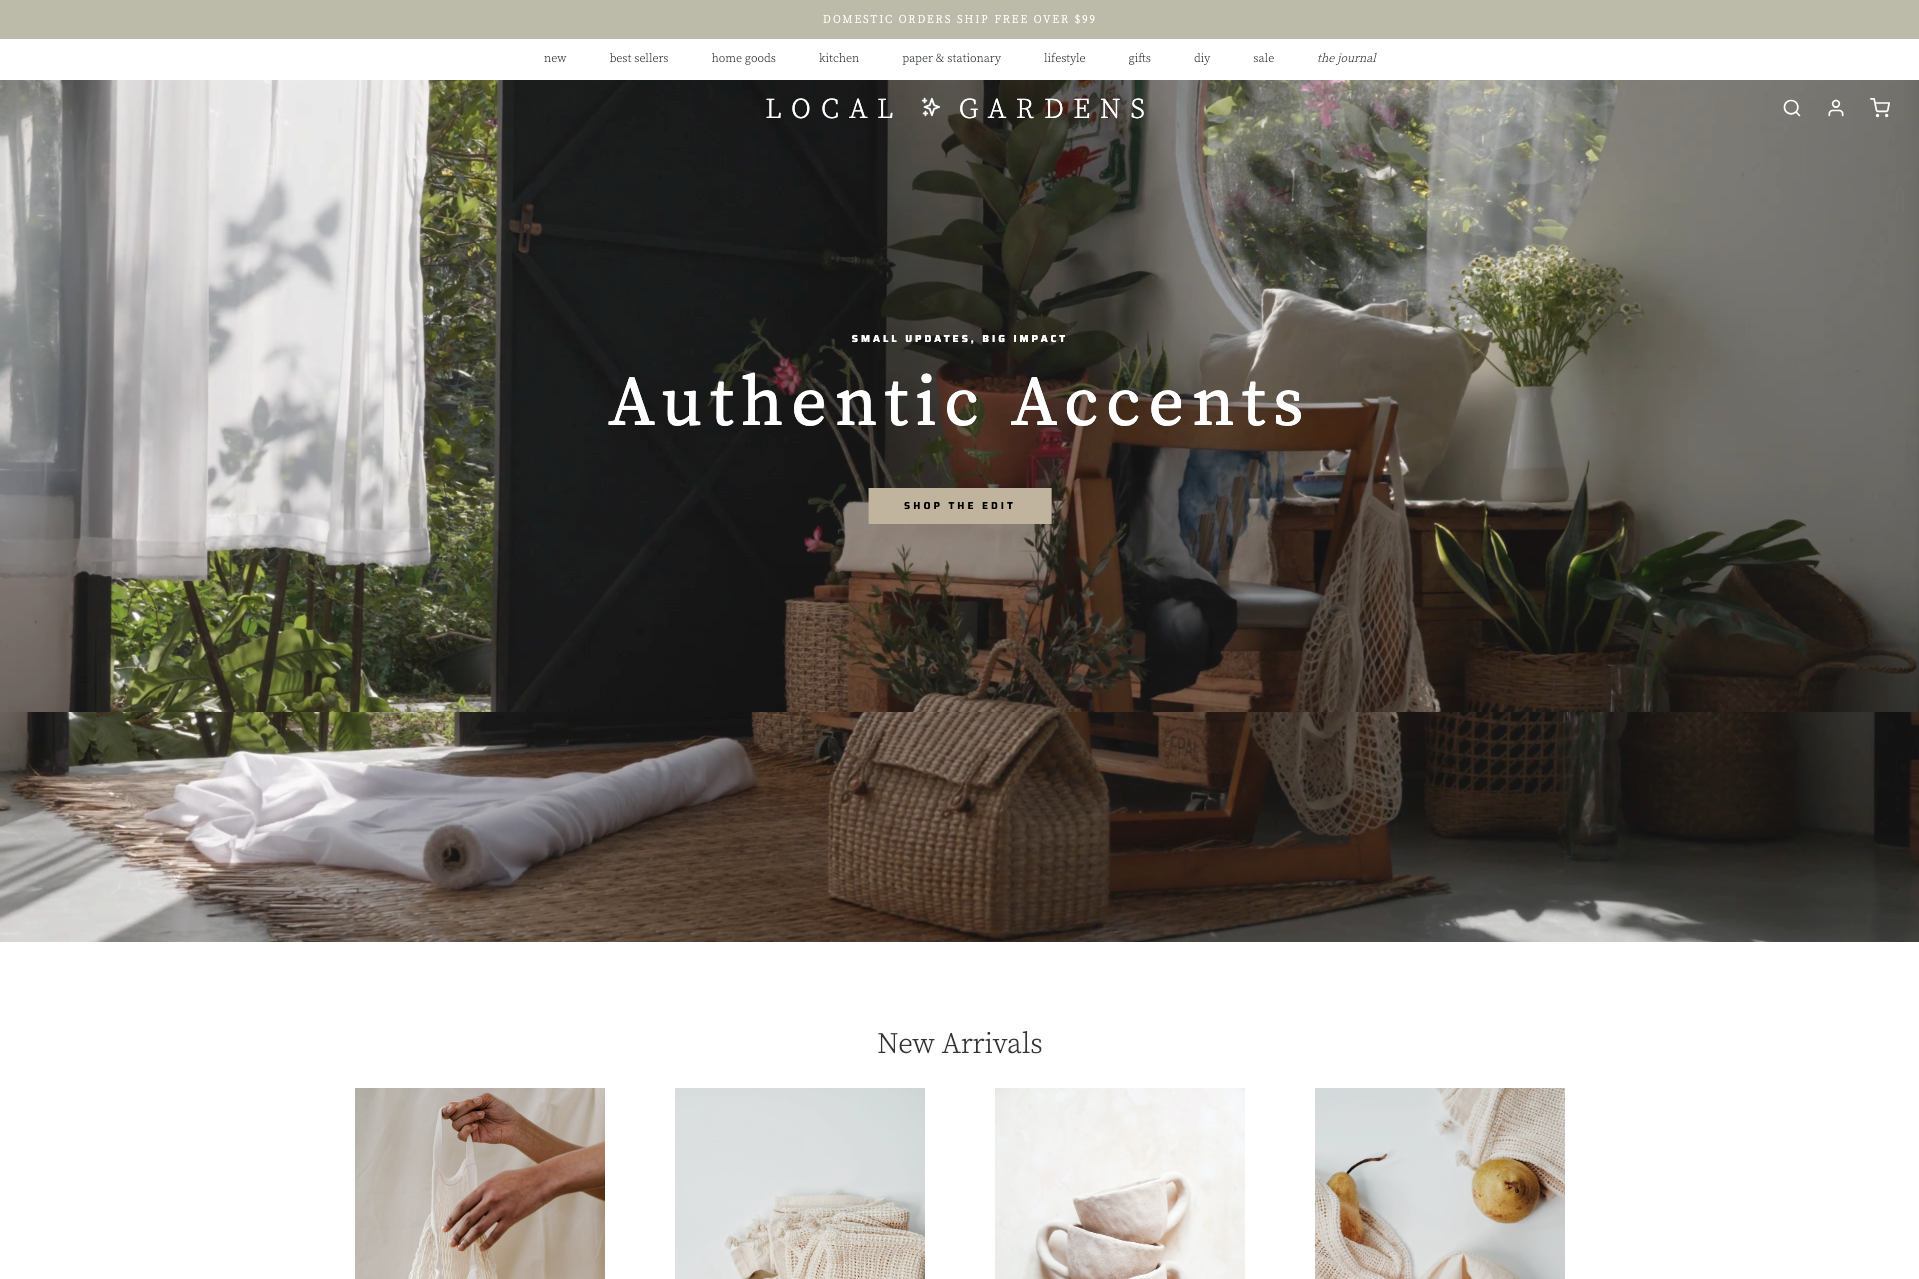 DOMESTIC ORDERS SHIP FREE OVER $99
new best sellers home goods kitchen paper & stationary lifestyle gifts diy sale the journal
LOCAL GARDENS
SMALL UPDATES, BIG IMPACT
Authentic Accents
SHOP THE EDIT
New Arrivals